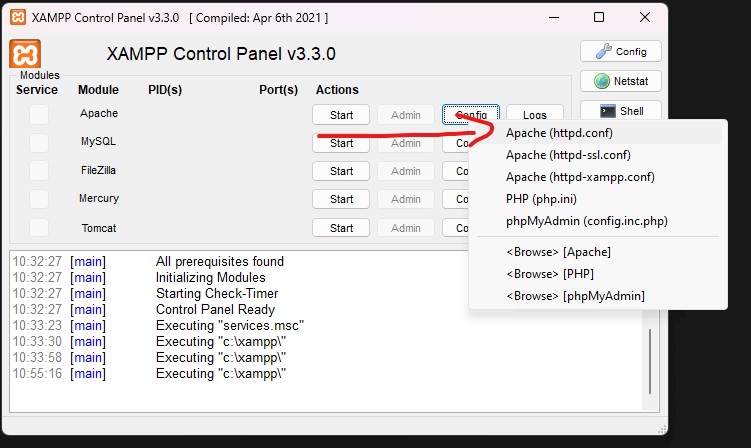 XAMPP Control Panel v3.3.0 [ Compiled: Apr 6th 2021 ]
XAMPP Control Panel v3.3.0
Config
Modules
Netstat
Service Module PID(s) Port(s) Actions
Shell
Apache Start Admin Config Logs
MySQL Start Admin Co
FileZilla Start Admin Co
Mercury Start Admin Co
Tomcat Start Admin Co
Apache (httpd.conf)
Apache (httpd-ssl.conf)
Apache (httpd-xampp.conf)
PHP (php.ini)
phpMyAdmin (config.inc.php)
<Browse> [Apache]
<Browse> [PHP]
<Browse> [phpMyAdmin]
10:32:27 [main] All prerequisites found
10:32:27 [main] Initializing Modules
10:32:27 [main] Starting Check-Timer
10:32:27 [main] Control Panel Ready
10:33:23 [main] Executing "services.msc"
10:33:30 [main] Executing "c:\xampp\"
10:33:58 [main] Executing "c:\xampp\"
10:55:16 [main] Executing "c:\xampp\"